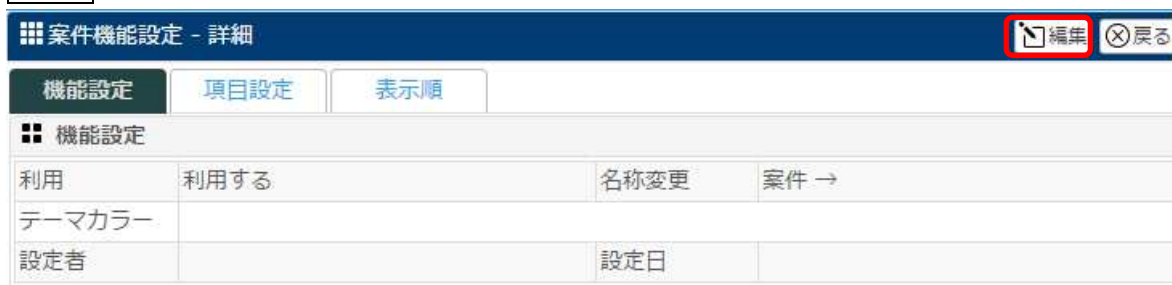 案件機能設定 - 詳細 編集 戻る
機能設定 項目設定 表示順
機能設定
利用 利用する 名称変更 案件 →
テーマカラー
設定者 設定日